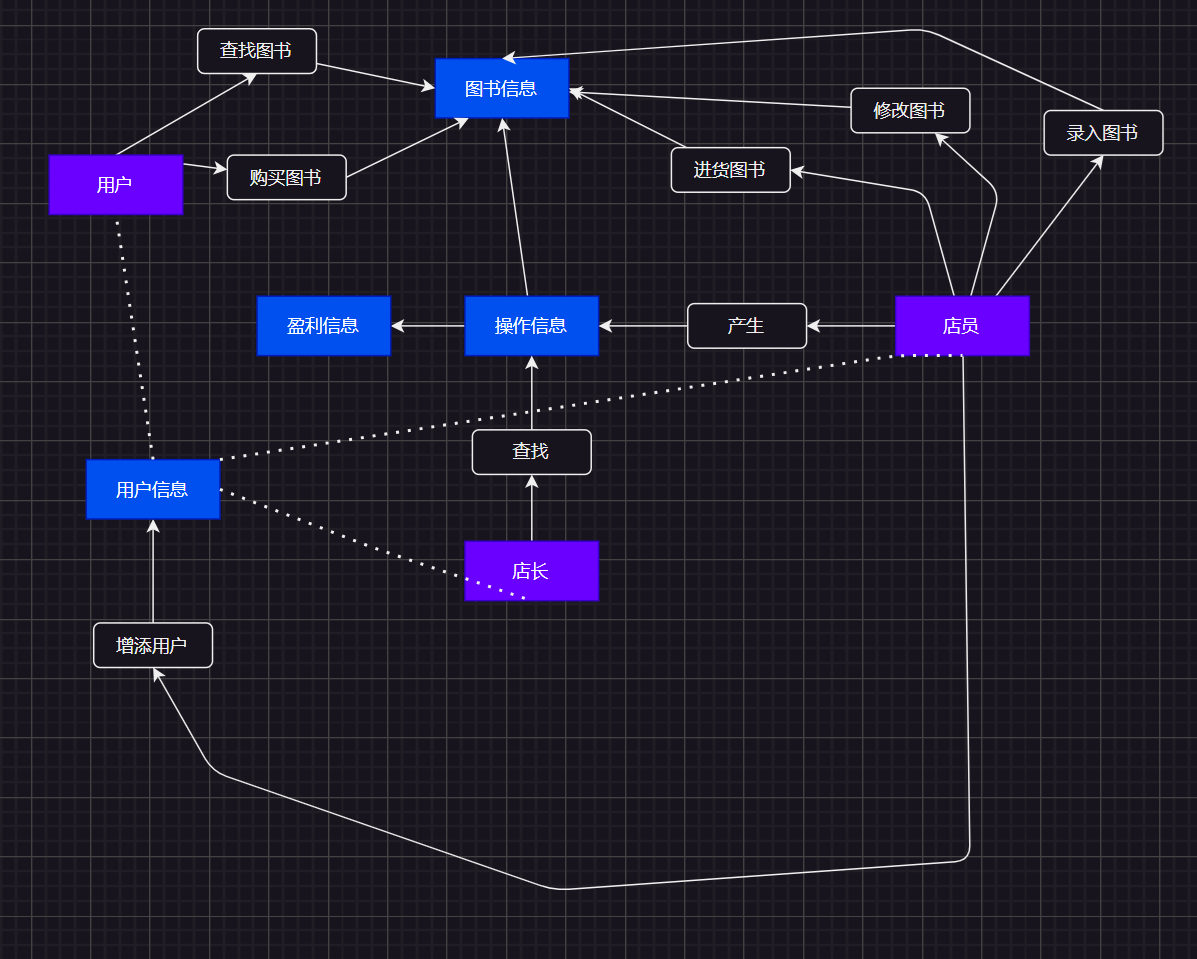 查找图书
图书信息
修改图书
录入图书
进货图书
购买图书
用户
盈利信息
操作信息
产生
店员
查找
用户信息
店长
增添用户